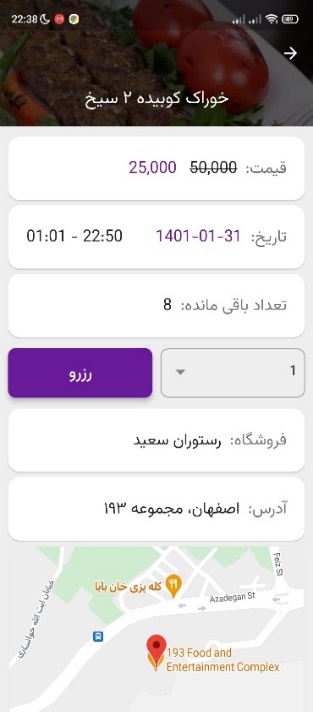 22:38
خوراک کوبیده ۲ سیخ
قیمت: 50,000 25,000
تاریخ: 1401-01-31 22:50 - 01:01
تعداد باقی مانده: 8
1
رزرو
فروشگاه: رستوران سعید
آدرس: اصفهان، مجموعه ۱۹۳
Feiz St
کله پزی خان بابا
Azadegan St
خیابان آیت الله خوانساری
193 Food and
Entertainment Complex